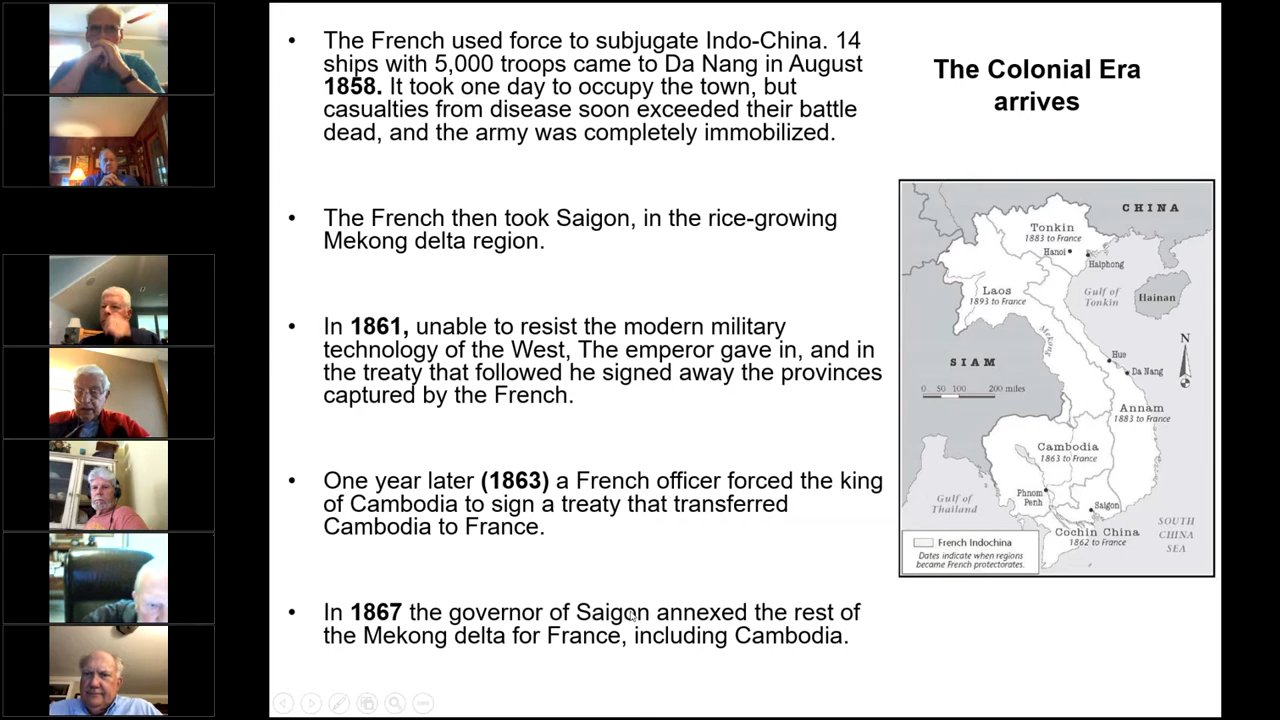 • The French used force to subjugate Indo-China. 14
ships with 5,000 troops came to Da Nang in August
1858. It took one day to occupy the town, but
casualties from disease soon exceeded their battle
dead, and the army was completely immobilized.
• The French then took Saigon, in the rice-growing
Mekong delta region.
• In 1861, unable to resist the modern military
technology of the West, The emperor gave in, and in
the treaty that followed he signed away the provinces
captured by the French.
• One year later (1863) a French officer forced the king
of Cambodia to sign a treaty that transferred
Cambodia to France.
• In 1867 the governor of Saigon annexed the rest of
the Mekong delta for France, including Cambodia.
The Colonial Era
arrives
CHINA
Tonkin
1883 to France
Hanoi
Haiphong
Laos
1893 to France
Gulf of
Tonkin
Hainan
Mekong
SIAM
N
Hue
Da Nang
0 50 100 200 miles
Annam
1883 to France
Cambodia
1863 to France
Phnom
Penh
Saigon
Gulf of
Thailand
Cochin China
1862 to France
SOUTH
CHINA
SEA
French Indochina
Dates indicate when regions
became French protectorates.